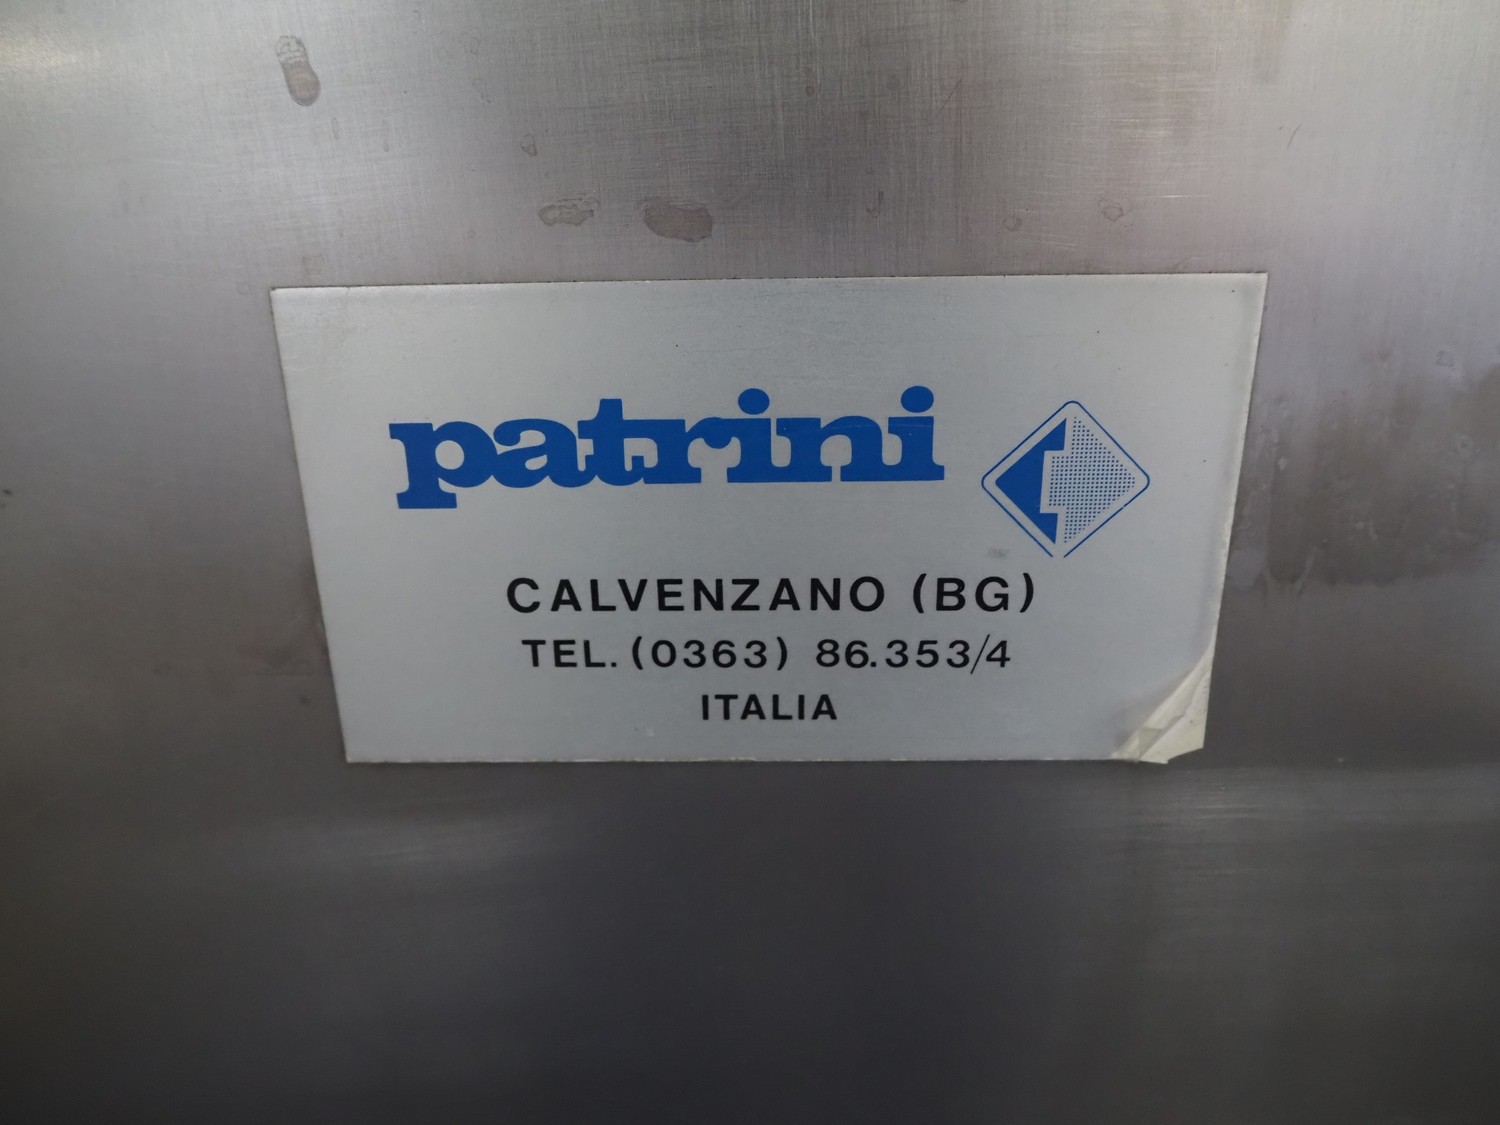 patrini
CALVENZANO (BG)
TEL. (0363) 86.353/4
ITALIA